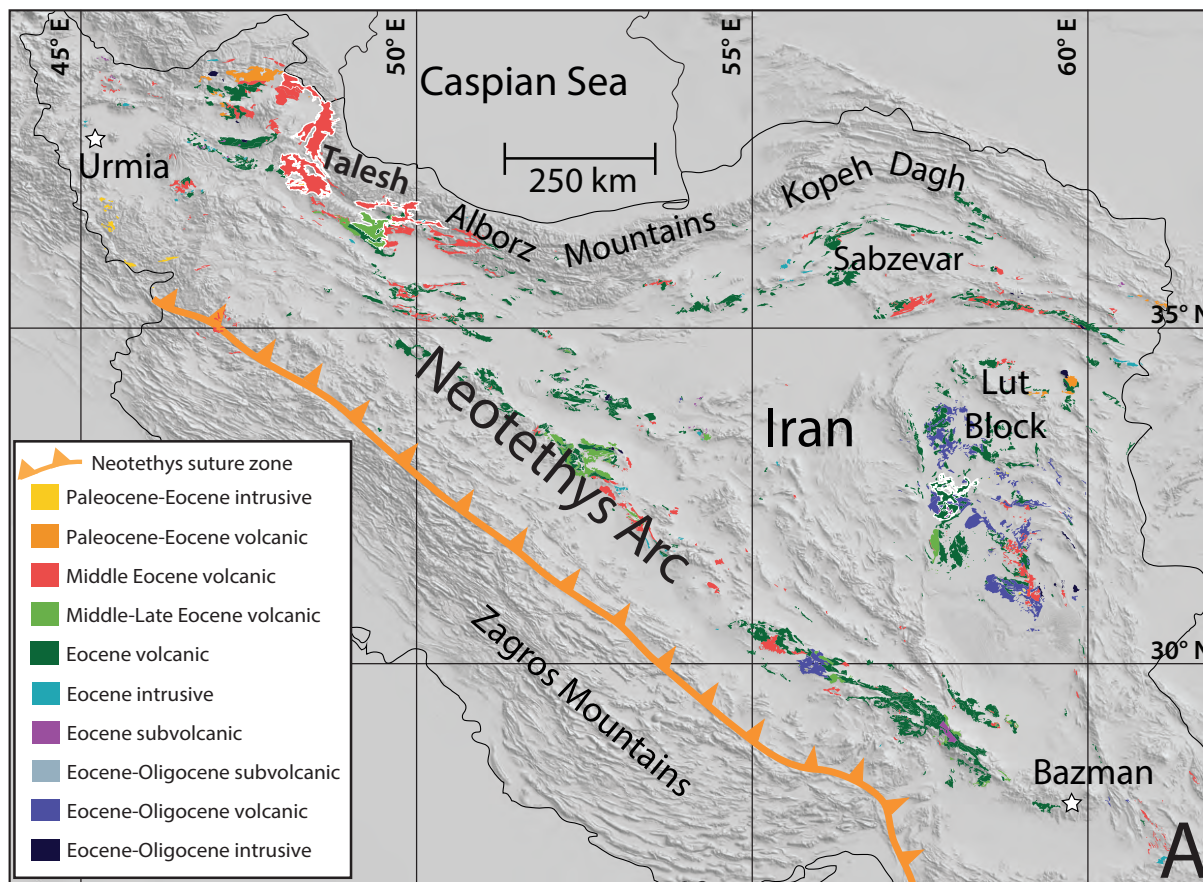 45° E
50° E
55° E
60° E
Caspian Sea
250 km
Urmia
Talesh
Alborz
Mountains
Kopeh Dagh
Sabzevar
35° N
Lut
Block
Iran
Neotethys Arc
Zagros Mountains
30° N
Bazman
A
Neotethys suture zone
Paleocene-Eocene intrusive
Paleocene-Eocene volcanic
Middle Eocene volcanic
Middle-Late Eocene volcanic
Eocene volcanic
Eocene intrusive
Eocene subvolcanic
Eocene-Oligocene subvolcanic
Eocene-Oligocene volcanic
Eocene-Oligocene intrusive